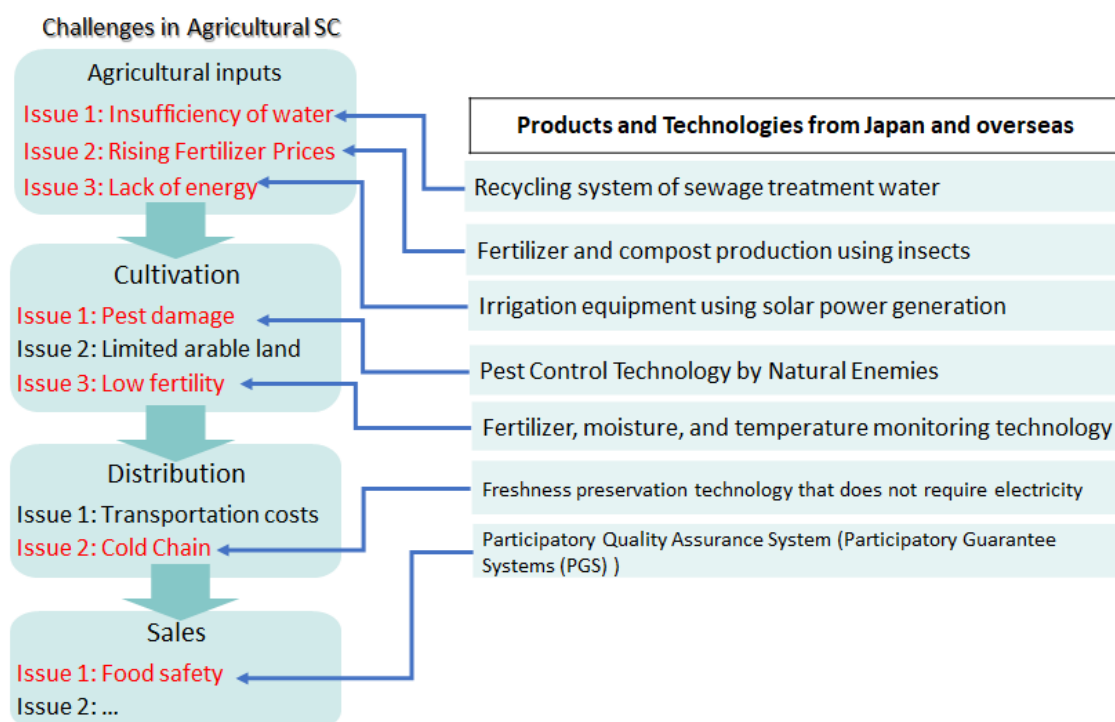 Challenges in Agricultural SC
Agricultural inputs
Issue 1: Insufficiency of water
Issue 2: Rising Fertilizer Prices
Issue 3: Lack of energy
Cultivation
Issue 1: Pest damage
Issue 2: Limited arable land
Issue 3: Low fertility
Distribution
Issue 1: Transportation costs
Issue 2: Cold Chain
Sales
Issue 1: Food safety
Issue 2: ...
Products and Technologies from Japan and overseas
Recycling system of sewage treatment water
Fertilizer and compost production using insects
Irrigation equipment using solar power generation
Pest Control Technology by Natural Enemies
Fertilizer, moisture, and temperature monitoring technology
Freshness preservation technology that does not require electricity
Participatory Quality Assurance System (Participatory Guarantee
Systems (PGS) )